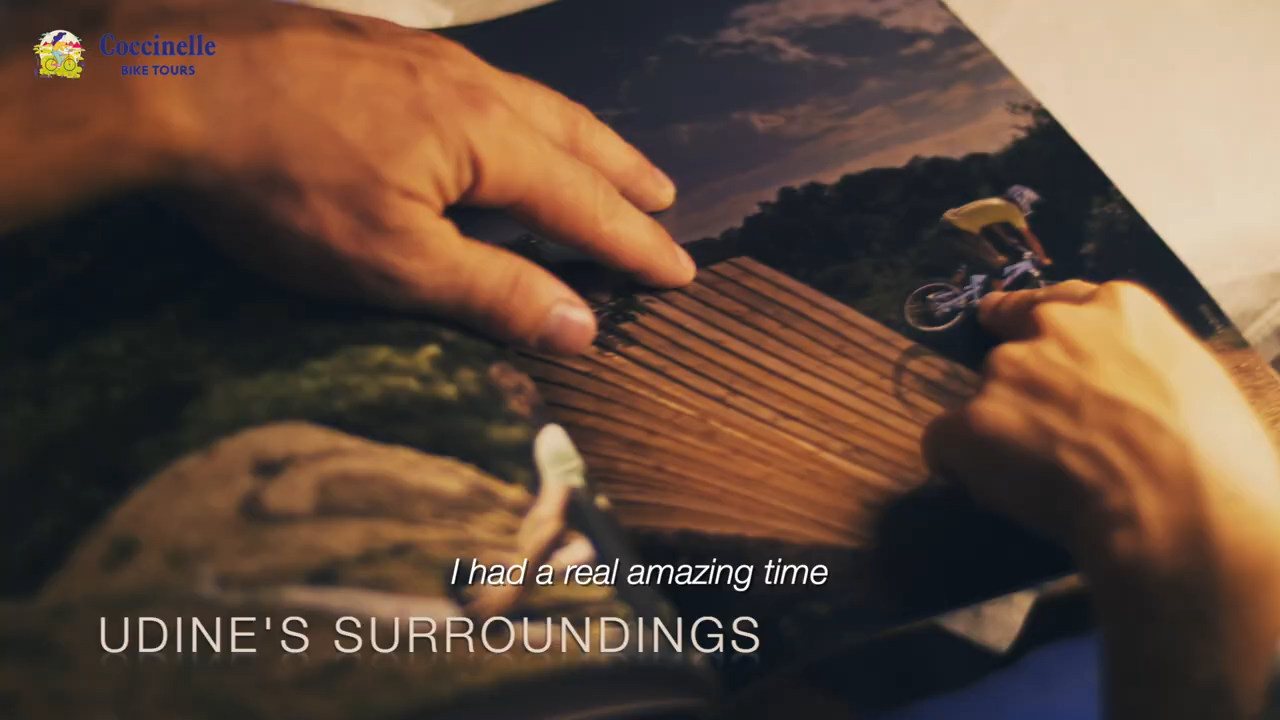 Coccinelle
BIKE TOURS
I had a real amazing time
UDINE'S SURROUNDINGS